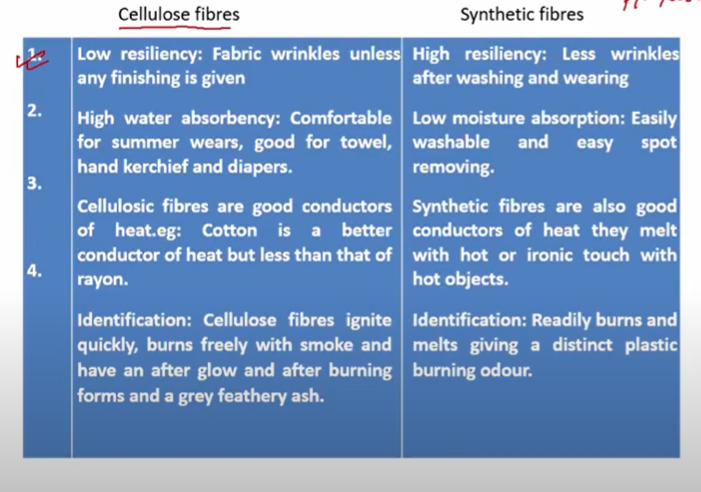 Cellulose fibres
Synthetic fibres
1.
Low resiliency: Fabric wrinkles unless
any finishing is given
High resiliency: Less wrinkles
after washing and wearing
2.
High water absorbency: Comfortable
for summer wears, good for towel,
hand kerchief and diapers.
Low moisture absorption: Easily
washable and easy spot
removing.
3.
Cellulosic fibres are good conductors
of heat.eg: Cotton is a better
conductor of heat but less than that of
rayon.
Synthetic fibres are also good
conductors of heat they melt
with hot or ironic touch with
hot objects.
4.
Identification: Cellulose fibres ignite
quickly, burns freely with smoke and
have an after glow and after burning
forms and a grey feathery ash.
Identification: Readily burns and
melts giving a distinct plastic
burning odour.